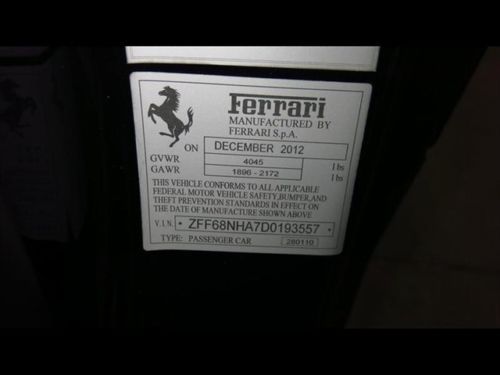 Ferrari
MANUFACTURED BY
FERRARI S.p.A.
ON DECEMBER 2012
GVWR 4045 lbs
GAWR 1896 - 2172 lbs
THIS VEHICLE CONFORMS TO ALL APPLICABLE
FEDERAL MOTOR VEHICLE SAFETY, BUMPER, AND
THEFT PREVENTION STANDARDS IN EFFECT ON
THE DATE OF MANUFACTURE SHOWN ABOVE
V.I.N. * ZFF68NHA7D0193557 *
TYPE: PASSENGER CAR 280110